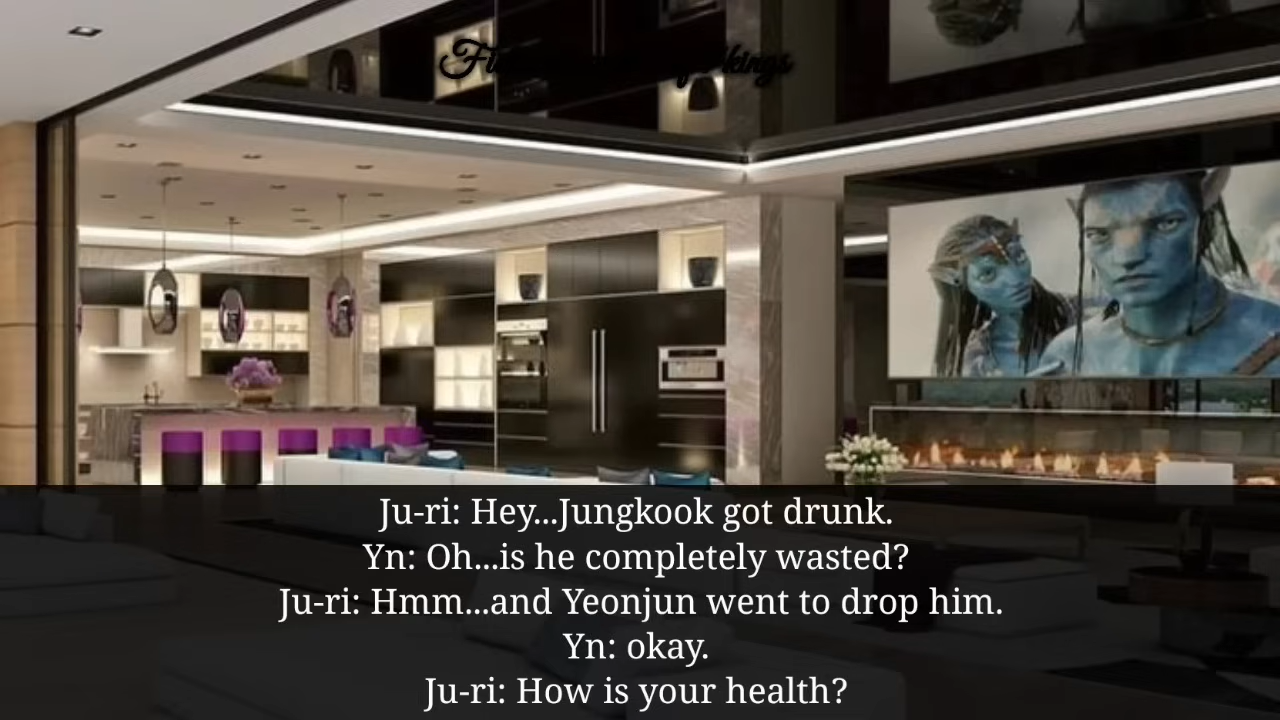 Ju-ri: Hey...Jungkook got drunk.
Yn: Oh...is he completely wasted?
Ju-ri: Hmm...and Yeonjun went to drop him.
Yn: okay.
Ju-ri: How is your health?